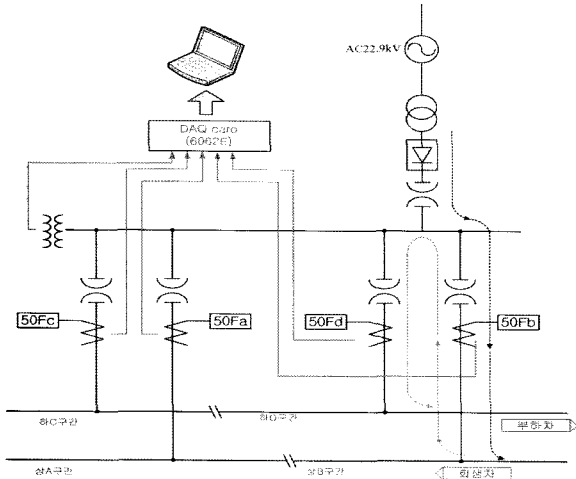 AC22.9kV
DAQ caro
(6062E)
50Fc
50Fa
50Fd
50Fb
하C구간
하D구간
부하차
상A구간
상B구간
회생차